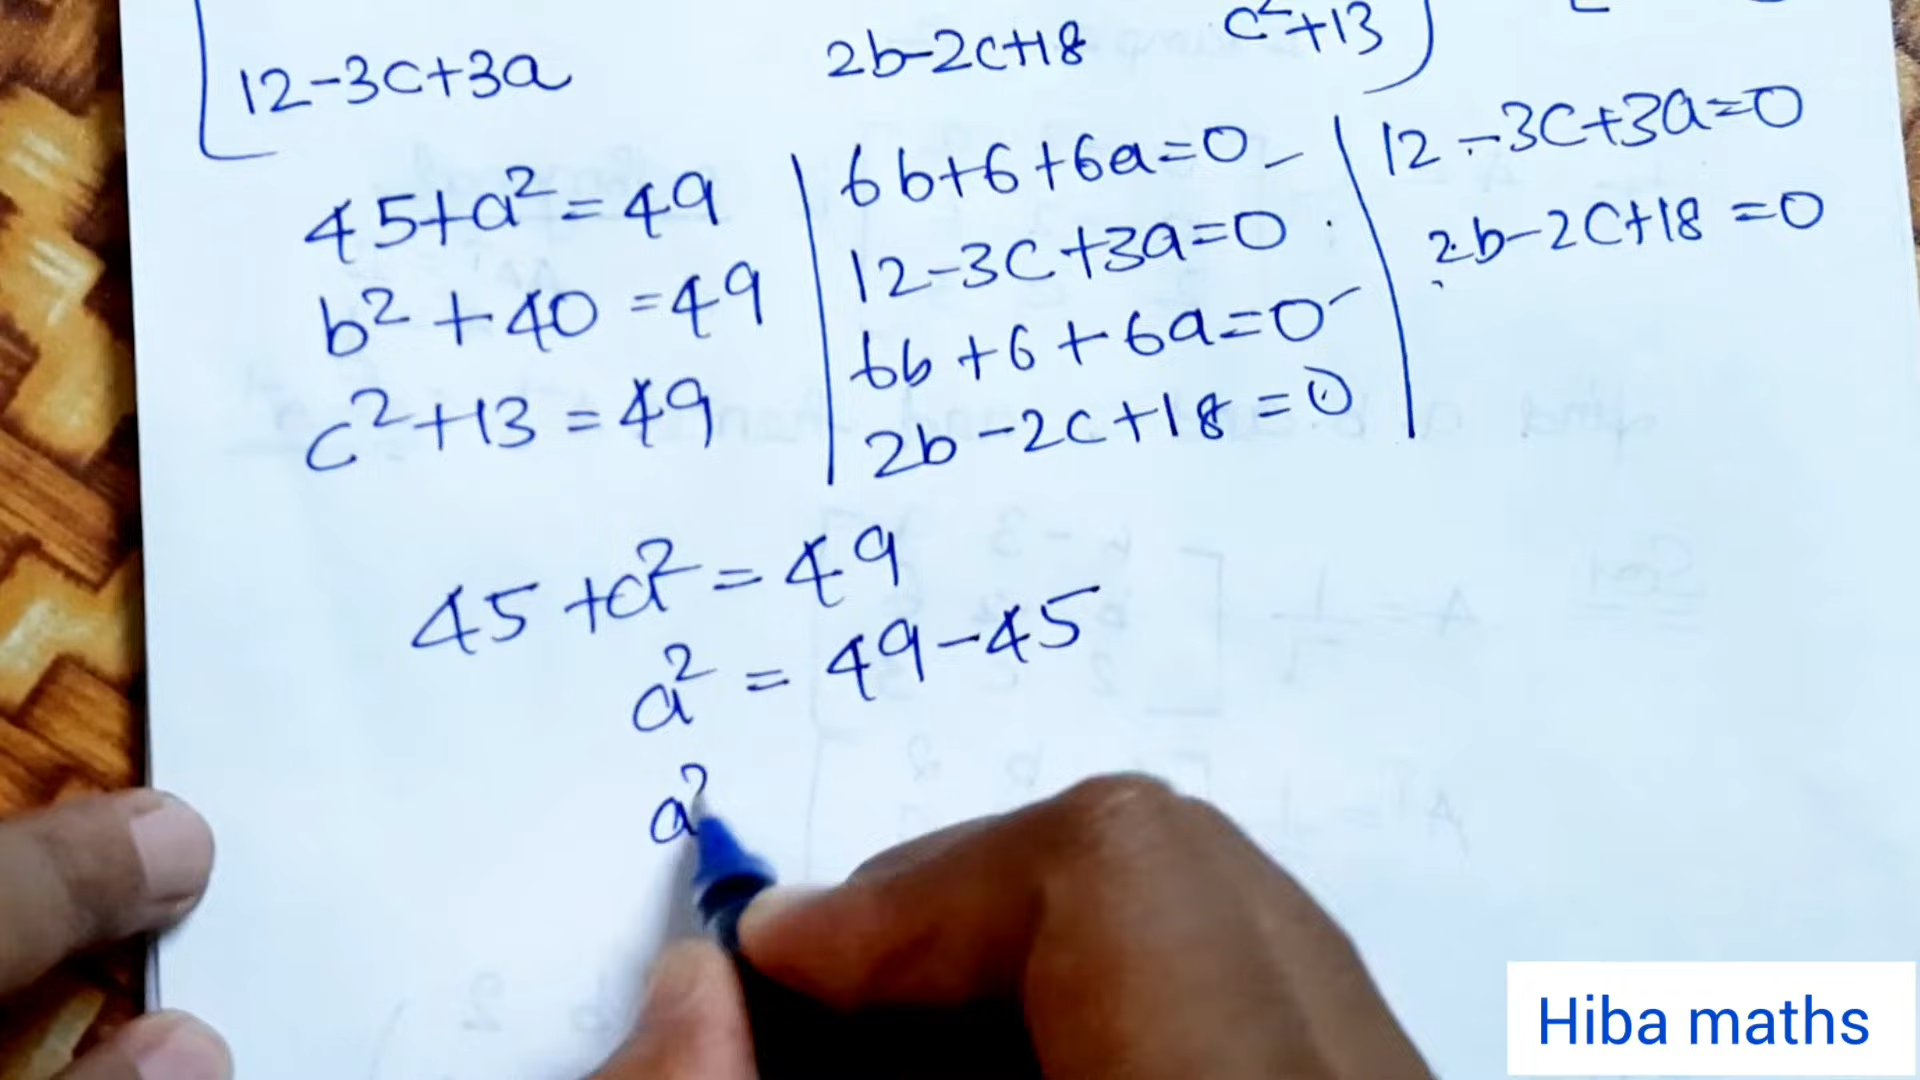 12-3c+3a 2b-2c+18 c²+13
45+a²=49
b²+40=49
c²+13=49
6b+6+6a=0
12-3c+3a=0
6b+6+6a=0
2b-2c+18=0
12-3c+3a=0
2b-2c+18=0
45+a²=49
a²=49-45
a²
Hiba maths